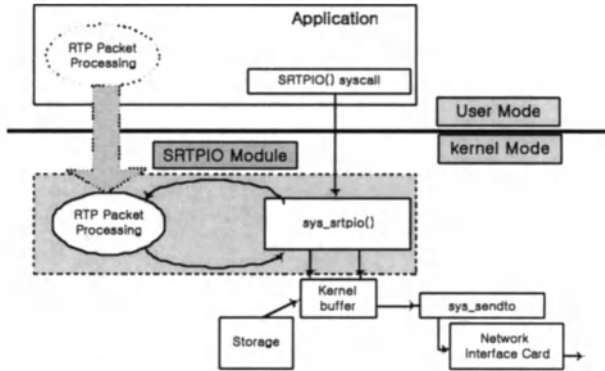 Application
RTP Packet
Processing
SRTPIO() syscall
User Mode
kernel Mode
SRTPIO Module
RTP Packet
Processing
sys_srtpio()
Kernel
buffer
sys_sendto
Storage
Network
Interface Card